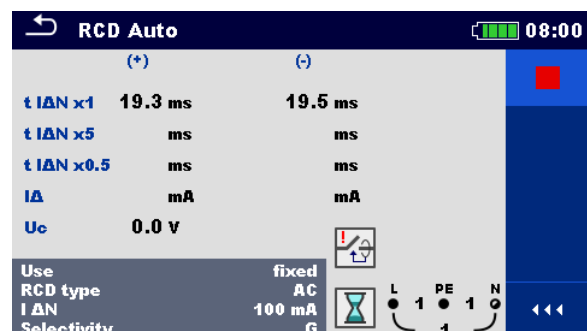 RCD Auto 08:00
(+) (-)
t IΔN x1 19.3 ms 19.5 ms
t IΔN x5 ms ms
t IΔN x0.5 ms ms
IΔ mA mA
Uc 0.0 V
Use fixed
RCD type AC
I ΔN 100 mA
Selectivity G
L PE N
1 1
1